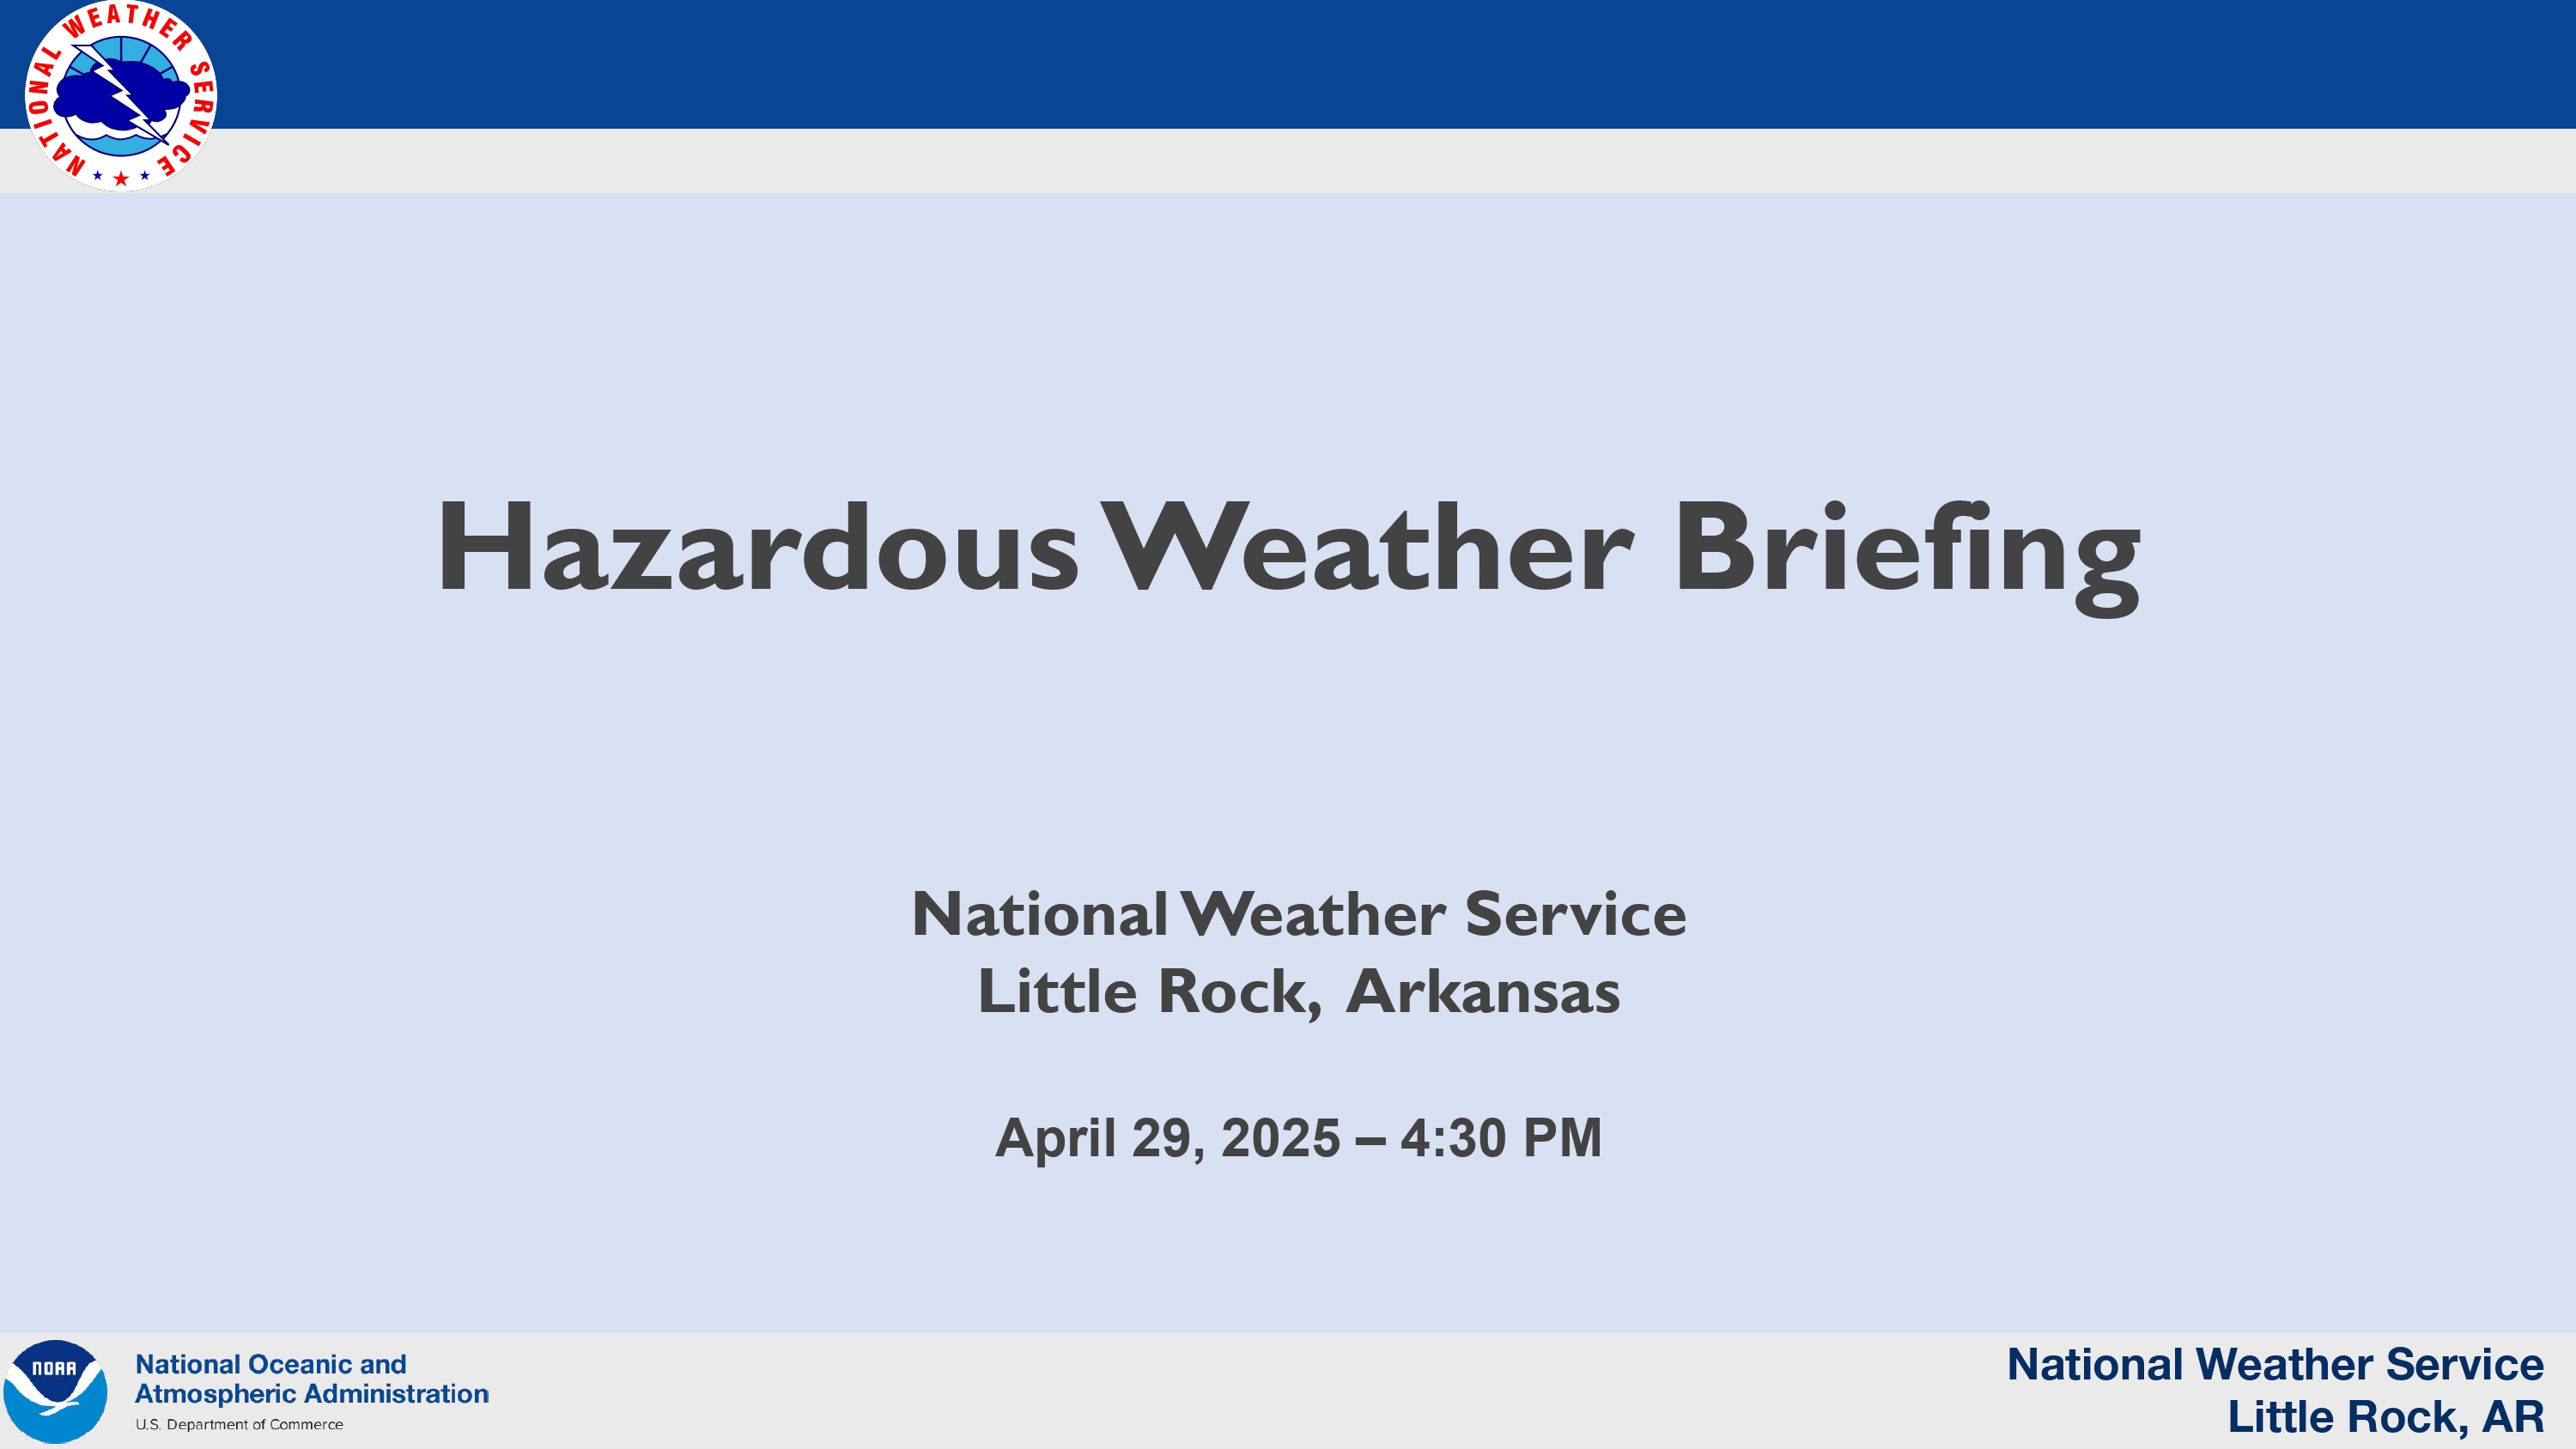 NATIONAL WEATHER SERVICE
Hazardous Weather Briefing
National Weather Service
Little Rock, Arkansas
April 29, 2025 – 4:30 PM
NOAA
National Oceanic and
Atmospheric Administration
U.S. Department of Commerce
National Weather Service
Little Rock, AR